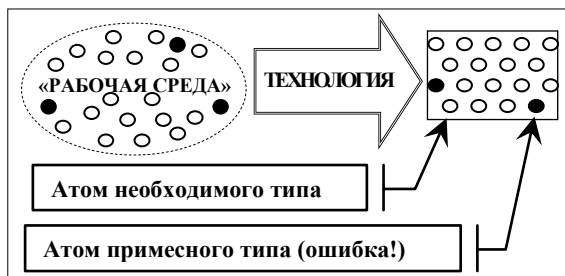 «РАБОЧАЯ СРЕДА»
ТЕХНОЛОГИЯ
Атом необходимого типа
Атом примесного типа (ошибка!)